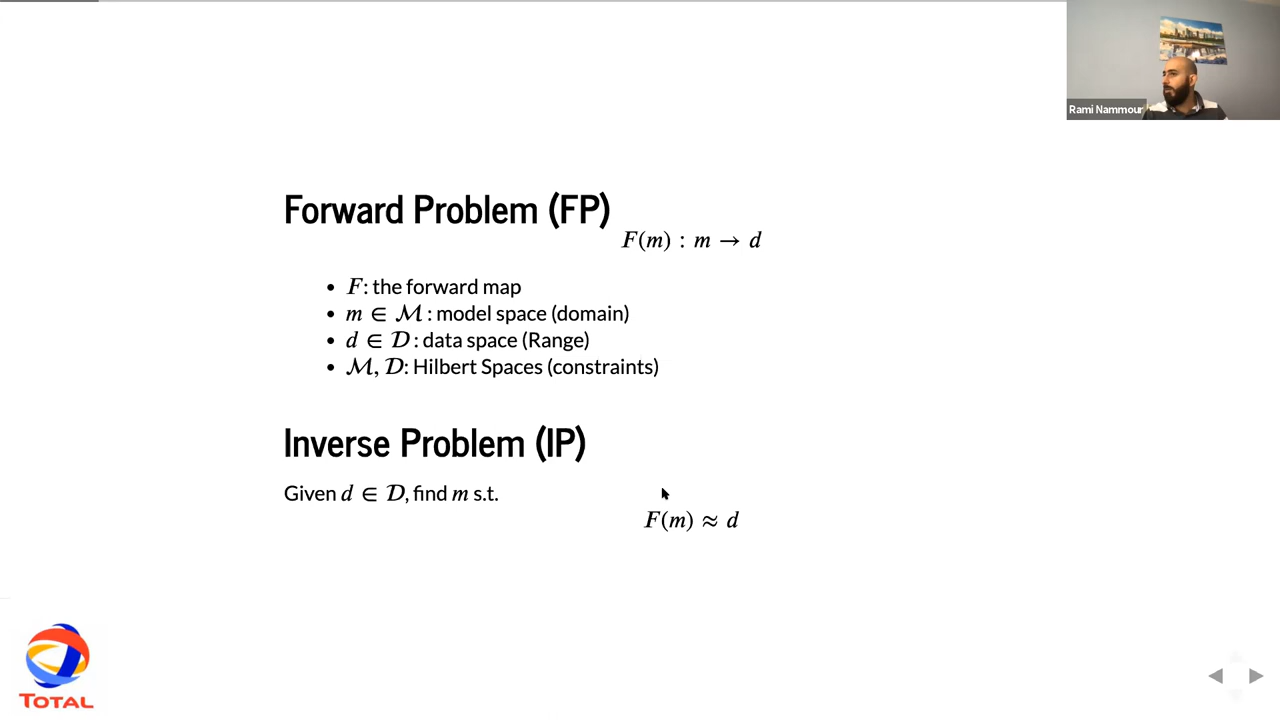 Rami Nammour
Forward Problem (FP)
F(m) : m → d
• F: the forward map
• m ∈ ℳ : model space (domain)
• d ∈ 𝒟 : data space (Range)
• ℳ, 𝒟: Hilbert Spaces (constraints)
Inverse Problem (IP)
Given d ∈ 𝒟, find m s.t.
F(m) ≈ d
TOTAL